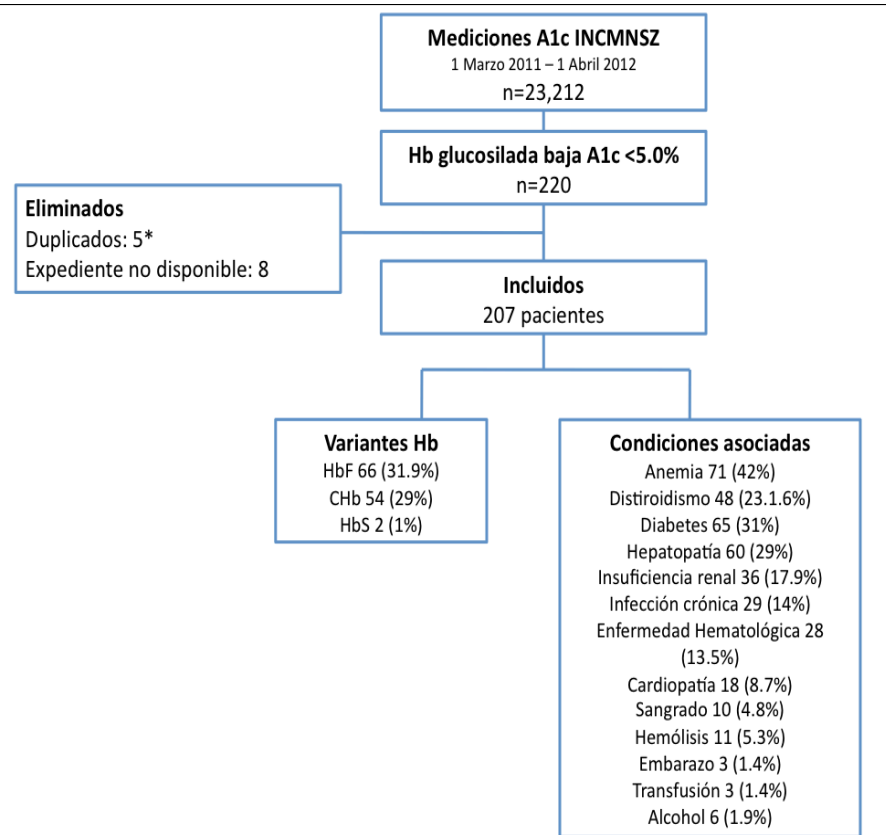 Mediciones A1c INCMNSZ
1 Marzo 2011 – 1 Abril 2012
n=23,212
Hb glucosilada baja A1c <5.0%
n=220
Eliminados
Duplicados: 5*
Expediente no disponible: 8
Incluidos
207 pacientes
Variantes Hb
HbF 66 (31.9%)
CHb 54 (29%)
HbS 2 (1%)
Condiciones asociadas
Anemia 71 (42%)
Distiroidismo 48 (23.1.6%)
Diabetes 65 (31%)
Hepatopatía 60 (29%)
Insuficiencia renal 36 (17.9%)
Infección crónica 29 (14%)
Enfermedad Hematológica 28
(13.5%)
Cardiopatía 18 (8.7%)
Sangrado 10 (4.8%)
Hemólisis 11 (5.3%)
Embarazo 3 (1.4%)
Transfusión 3 (1.4%)
Alcohol 6 (1.9%)